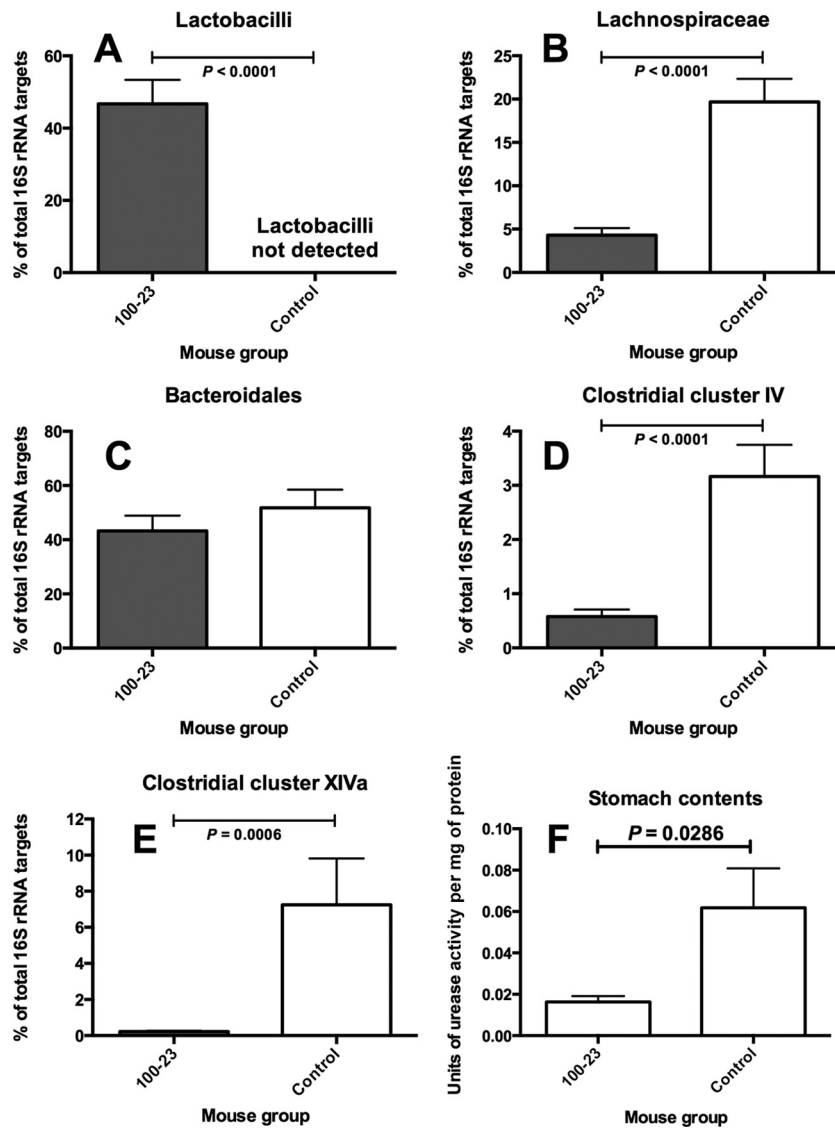 Lactobacilli
A
P < 0.0001
% of total 16S rRNA targets
60
40
20
0
Lactobacilli
not detected
100-23
Control
Mouse group
Lachnospiraceae
B
P < 0.0001
% of total 16S rRNA targets
25
20
15
10
5
0
100-23
Control
Mouse group
Bacteroidales
C
% of total 16S rRNA targets
80
60
40
20
0
100-23
Control
Mouse group
Clostridial cluster IV
D
P < 0.0001
% of total 16S rRNA targets
4
3
2
1
0
100-23
Control
Mouse group
Clostridial cluster XIVa
E
P = 0.0006
% of total 16S rRNA targets
12
10
8
6
4
2
0
100-23
Control
Mouse group
Stomach contents
F
P = 0.0286
Units of urease activity per mg of protein
0.10
0.08
0.06
0.04
0.02
0.00
100-23
Control
Mouse group